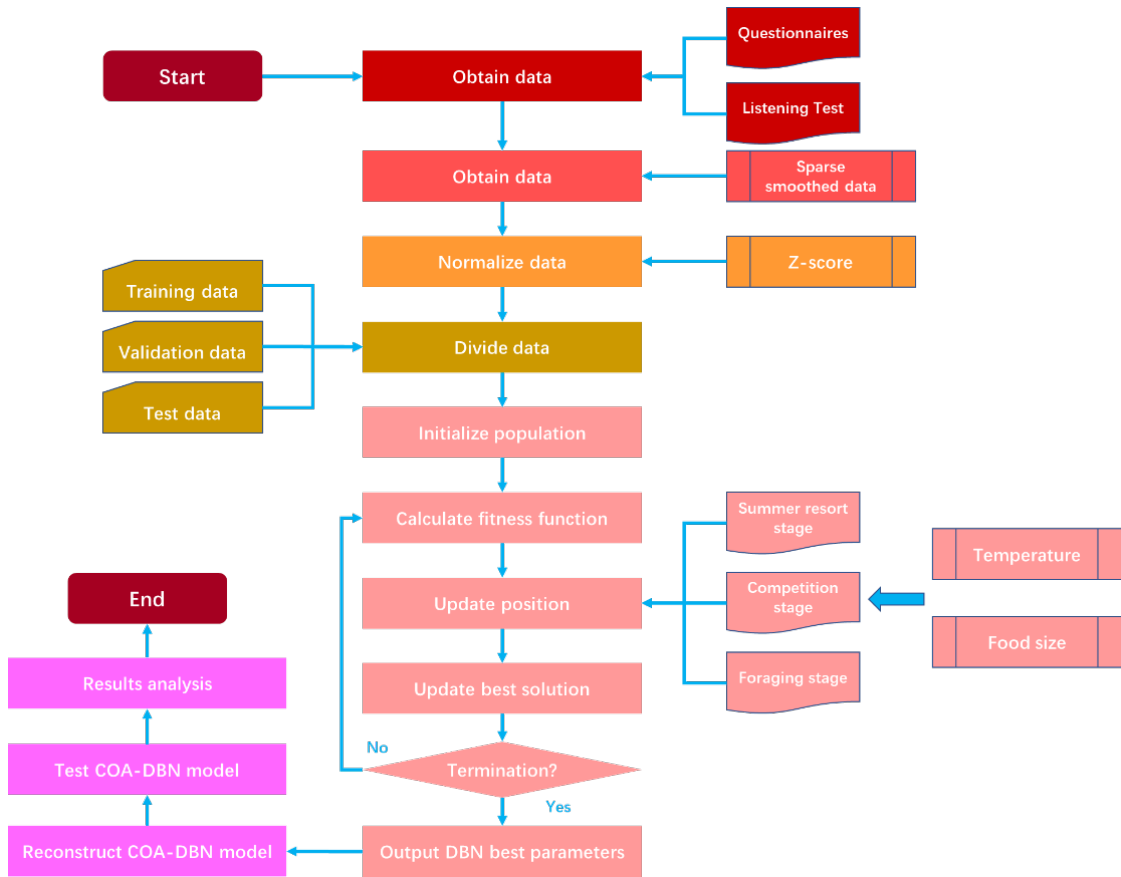 Start
Obtain data
Questionnaires
Listening Test
Obtain data
Sparse
smoothed data
Normalize data
Z-score
Training data
Validation data
Test data
Divide data
Initialize population
Calculate fitness function
Summer resort
stage
Temperature
Update position
Competition
stage
Food size
Update best solution
Foraging stage
No
Termination?
Yes
Output DBN best parameters
Reconstruct COA-DBN model
Test COA-DBN model
Results analysis
End